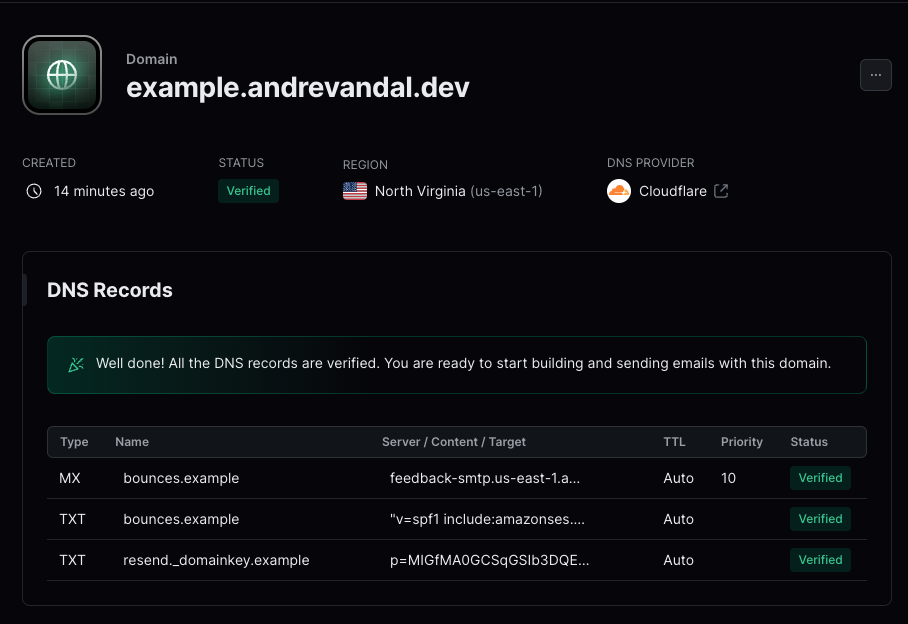 Domain
example.andrevandal.dev
...
CREATED STATUS REGION DNS PROVIDER
14 minutes ago Verified North Virginia (us-east-1) Cloudflare
DNS Records
Well done! All the DNS records are verified. You are ready to start building and sending emails with this domain.
Type Name Server / Content / Target TTL Priority Status
MX bounces.example feedback-smtp.us-east-1.a... Auto 10 Verified
TXT bounces.example "v=spf1 include:amazonses.... Auto Verified
TXT resend._domainkey.example p=MIGfMA0GCSqGSIb3DQE... Auto Verified